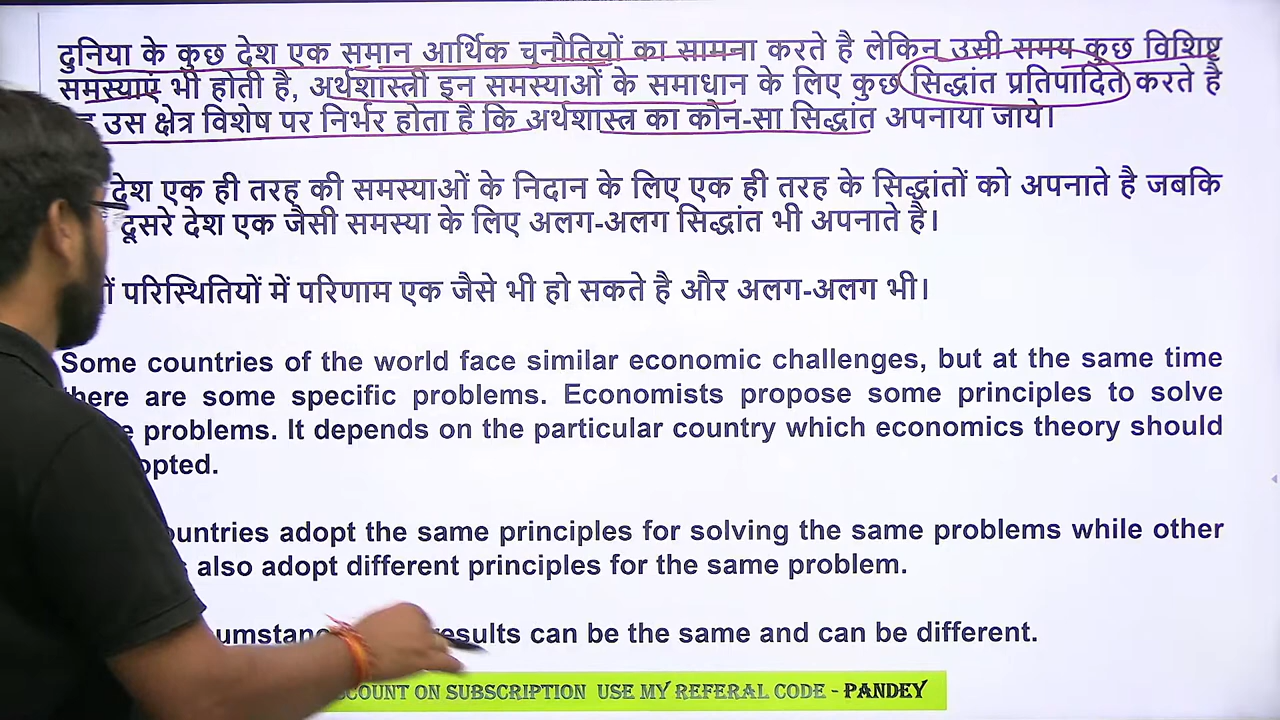 दुनिया के कुछ देश एक समान आर्थिक चुनौतियों का सामना करते है लेकिन उसी समय कुछ विशिष्ट
समस्याएं भी होती है, अर्थशास्त्री इन समस्याओं के समाधान के लिए कुछ सिद्धांत प्रतिपादित करते है
उस क्षेत्र विशेष पर निर्भर होता है कि अर्थशास्त्र का कौन-सा सिद्धांत अपनाया जाये।
देश एक ही तरह की समस्याओं के निदान के लिए एक ही तरह के सिद्धांतों को अपनाते है जबकि
दूसरे देश एक जैसी समस्या के लिए अलग-अलग सिद्धांत भी अपनाते है।
परिस्थितियों में परिणाम एक जैसे भी हो सकते है और अलग-अलग भी।
Some countries of the world face similar economic challenges, but at the same time
there are some specific problems. Economists propose some principles to solve
problems. It depends on the particular country which economics theory should
countries adopt the same principles for solving the same problems while other
also adopt different principles for the same problem.
results can be the same and can be different.
ON SUBSCRIPTION USE MY REFERAL CODE - PANDEY